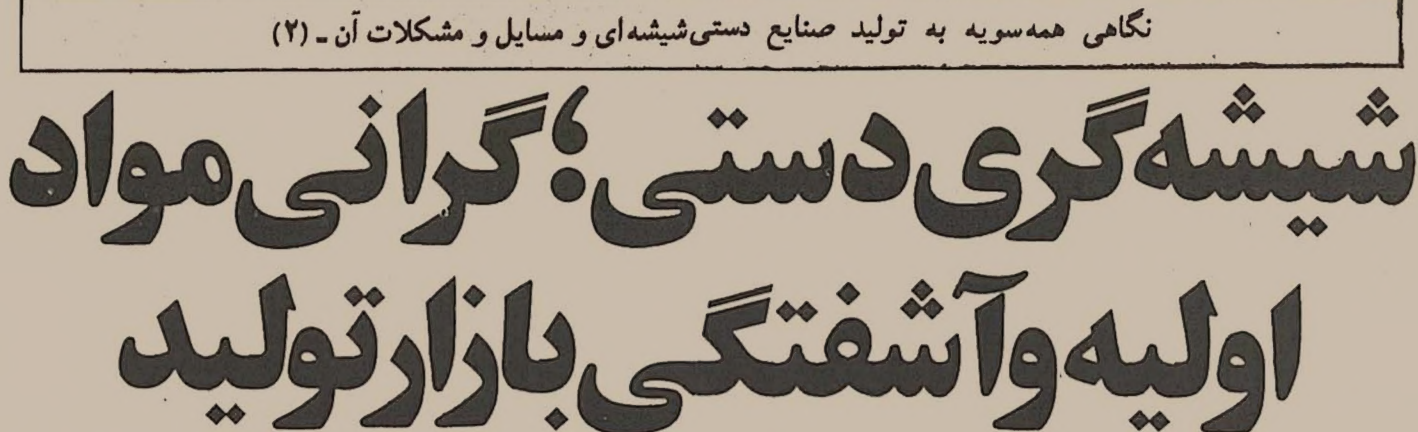 نگاهی همه‌سویه به تولید صنایع دستی‌شیشه‌ای و مسایل و مشکلات آن ـ (۲)
شیشه‌گری دستی؛ گرانی مواد
اولیه و آشفتگی بازار تولید